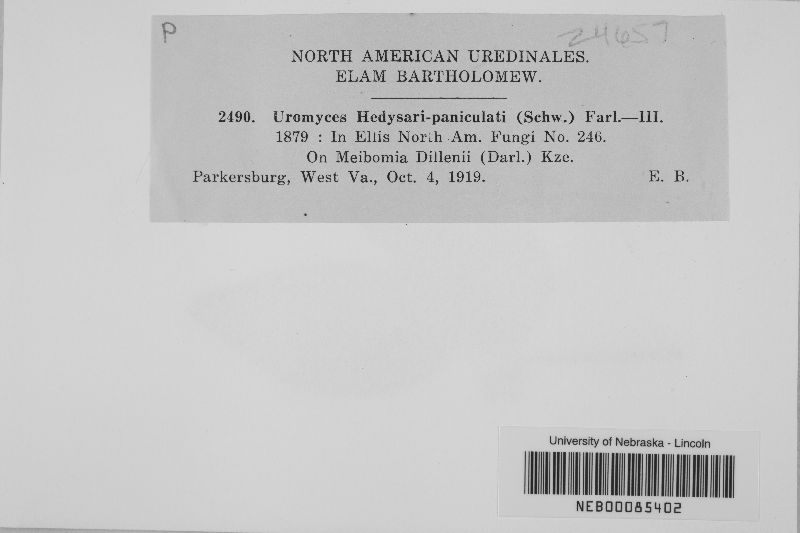 P
24657
NORTH AMERICAN UREDINALES.
ELAM BARTHOLOMEW.
2490. Uromyces Hedysari-paniculati (Schw.) Farl.—III.
1879 : In Ellis North Am. Fungi No. 246.
On Meibomia Dillenii (Darl.) Kze.
Parkersburg, West Va., Oct. 4, 1919. E. B.
University of Nebraska - Lincoln
NEB00085402